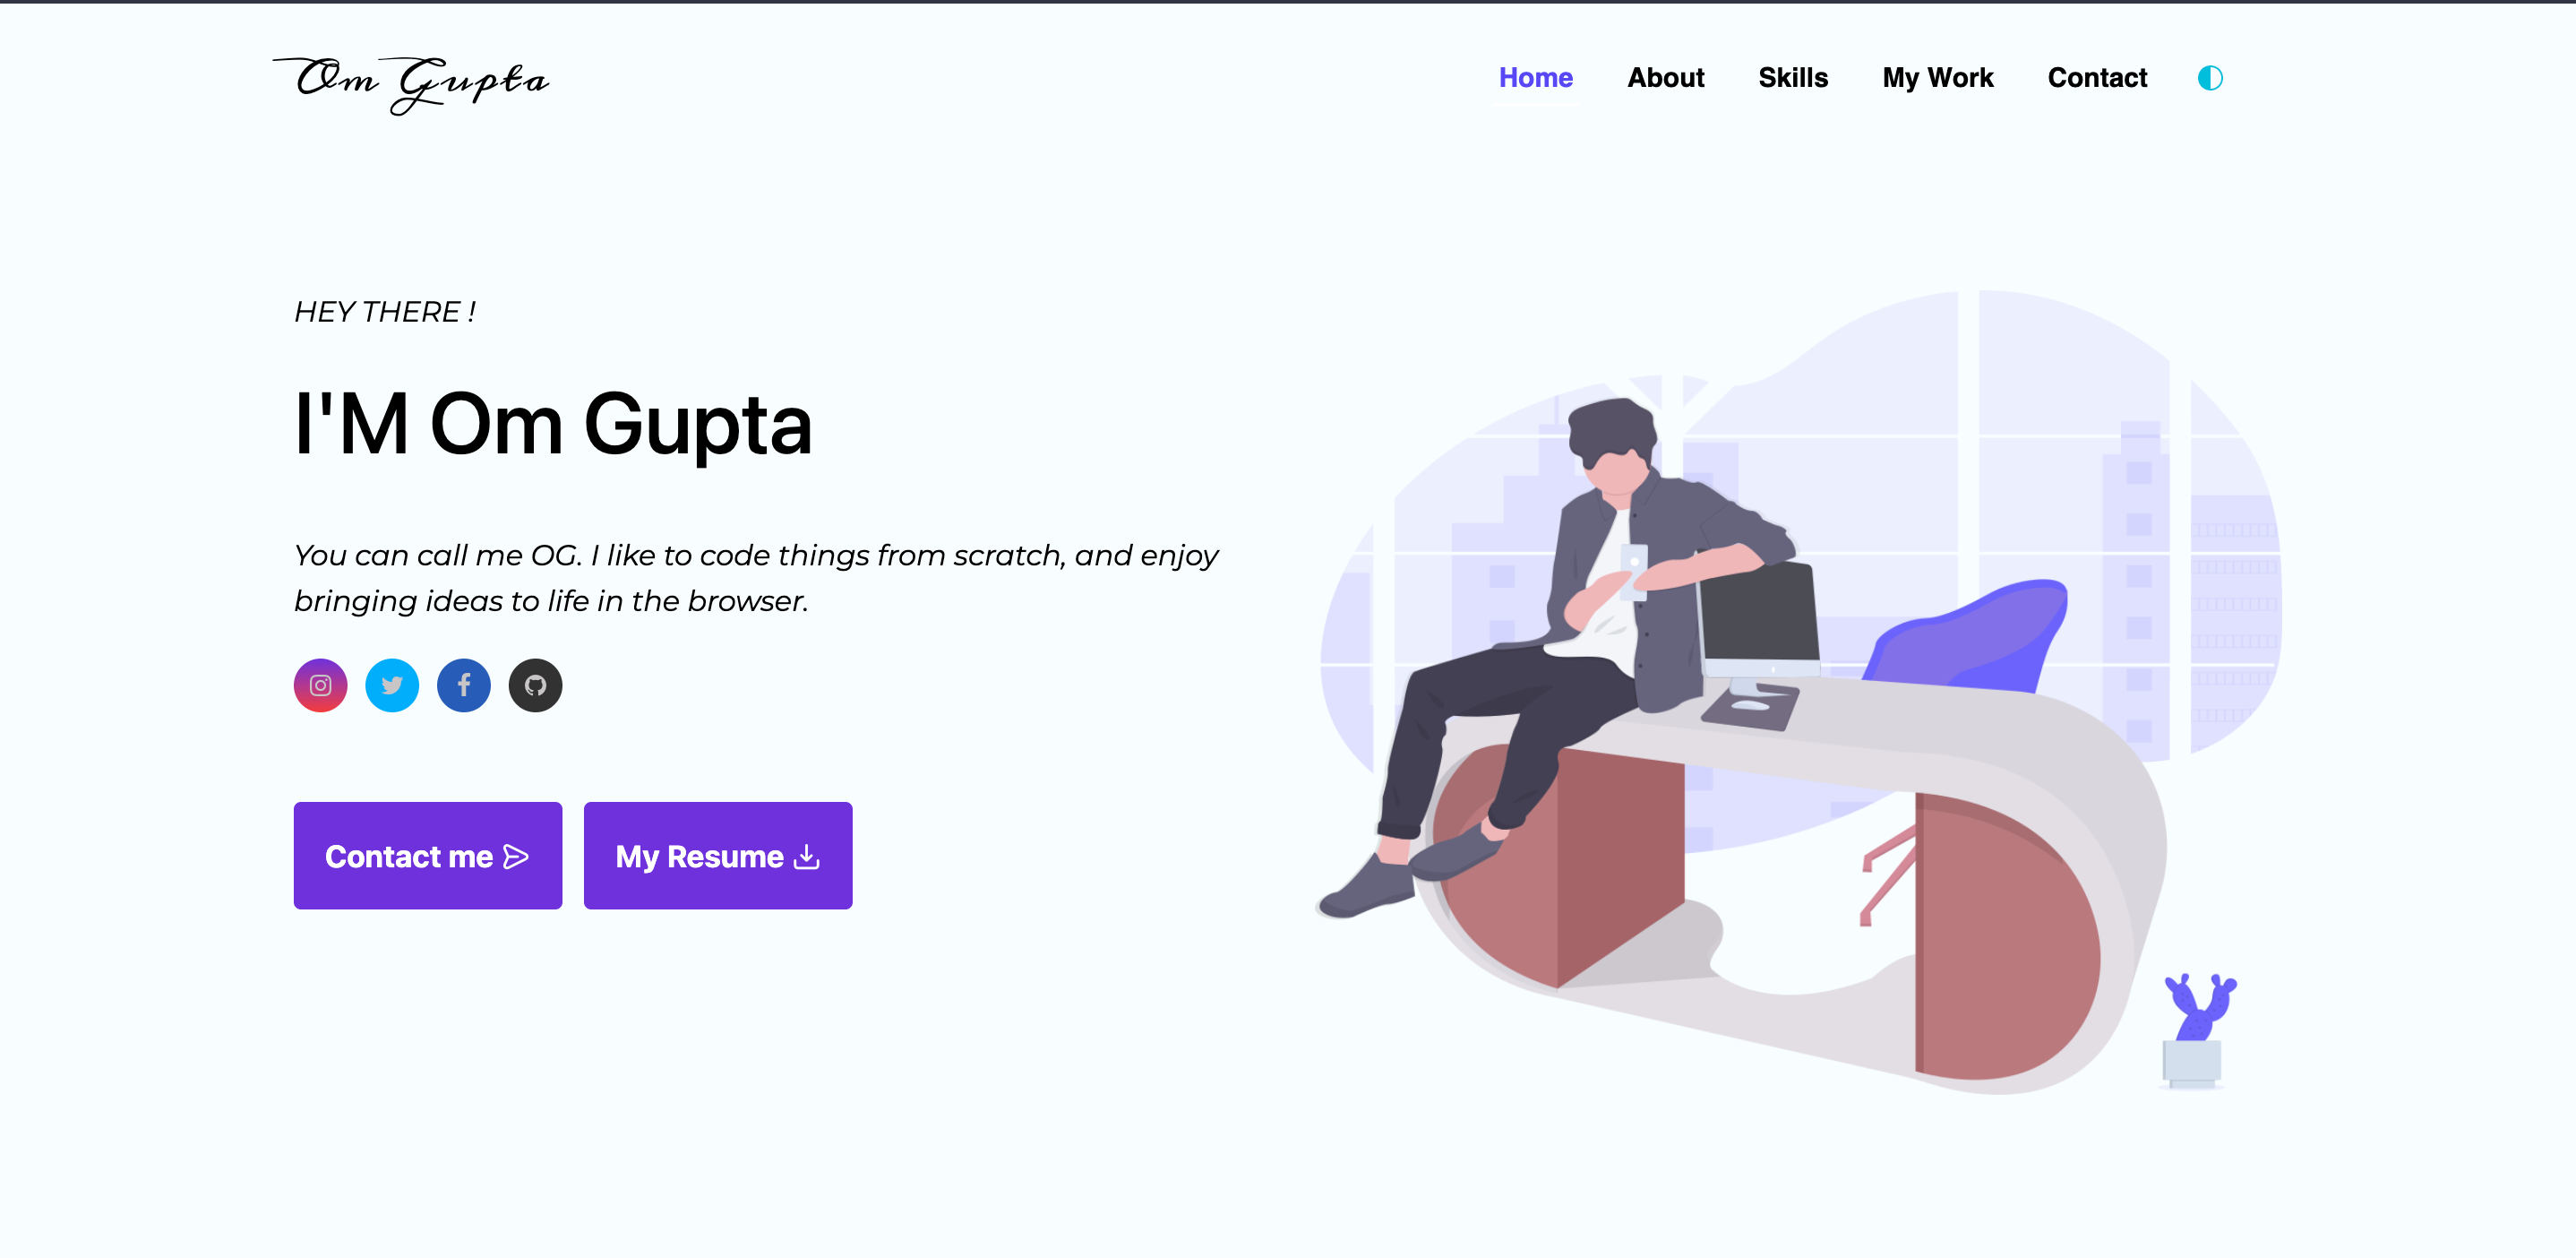 Om Gupta
Home About Skills My Work Contact
HEY THERE !
I'M Om Gupta
You can call me OG. I like to code things from scratch, and enjoy
bringing ideas to life in the browser.
Contact me My Resume